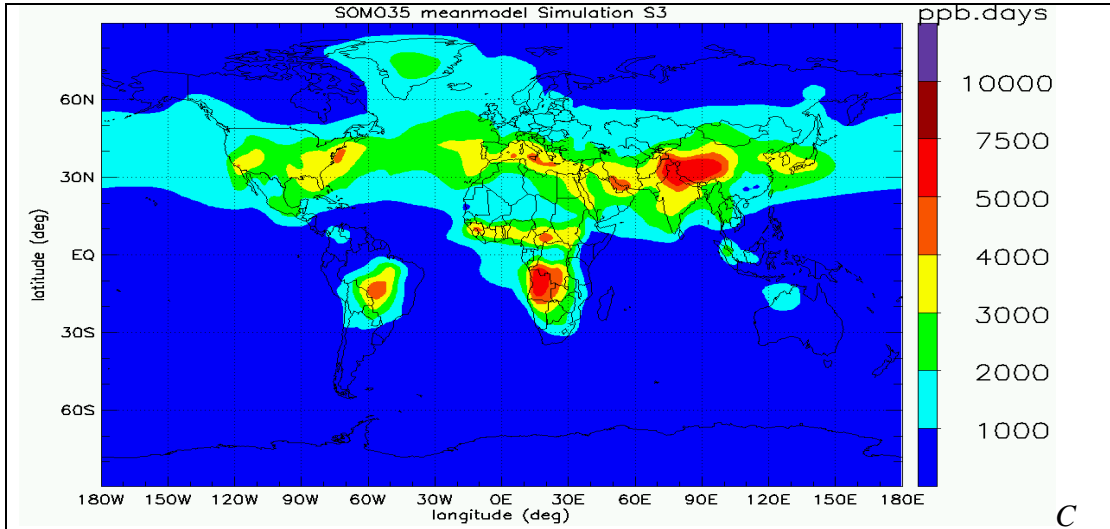 SOMO35 meanmodel Simulation S3
ppb.days
60N
30N
EQ
30S
60S
latitude (deg)
180W 150W 120W 90W 60W 30W 0E 30E 60E 90E 120E 150E 180E
longitude (deg)
10000
7500
5000
4000
3000
2000
1000
C